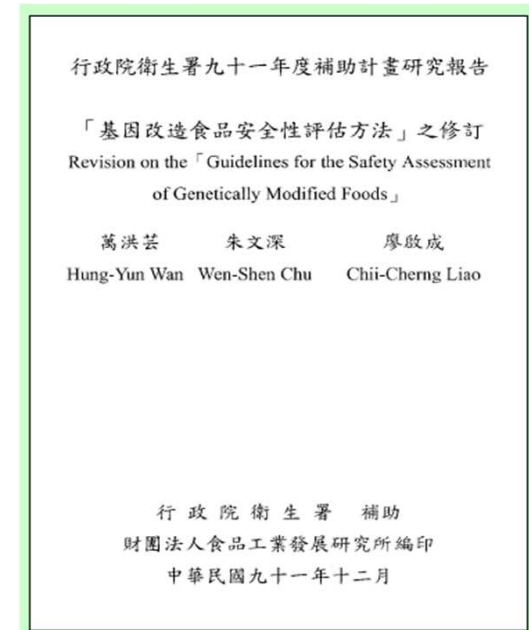 行政院衛生署九十一年度補助計畫研究報告
「基因改造食品安全性評估方法」之修訂
Revision on the「Guidelines for the Safety Assessment
of Genetically Modified Foods」
萬洪芸 朱文深 廖啟成
Hung-Yun Wan Wen-Shen Chu Chii-Cherng Liao
行政院衛生署 補助
財團法人食品工業發展研究所編印
中華民國九十一年十二月